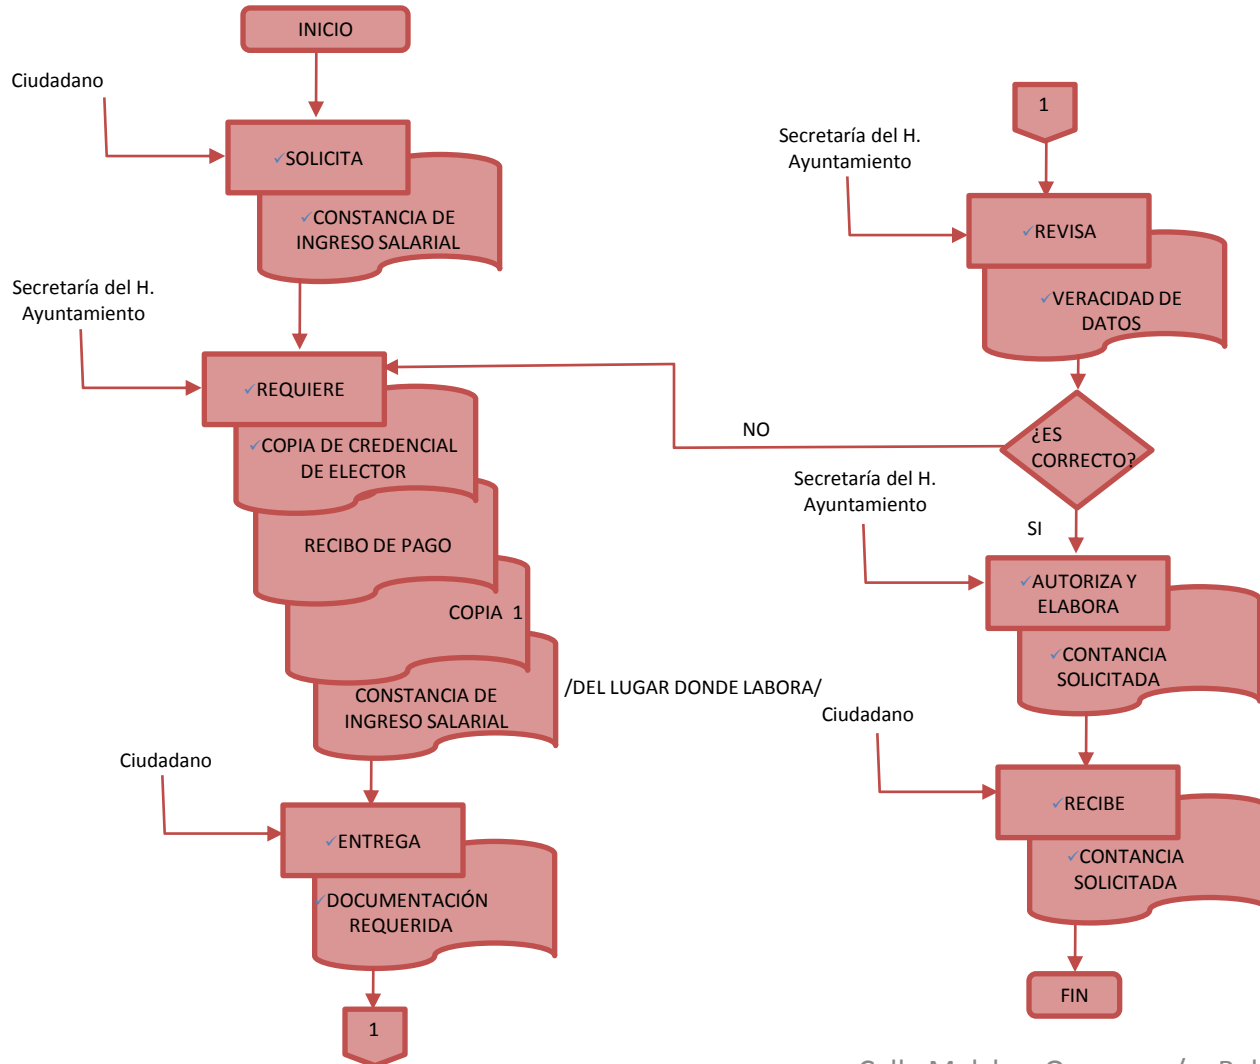 INICIO
Ciudadano
✓SOLICITA
✓CONSTANCIA DE
INGRESO SALARIAL
Secretaría del H.
Ayuntamiento
✓REQUIERE
✓COPIA DE CREDENCIAL
DE ELECTOR
RECIBO DE PAGO
COPIA 1
CONSTANCIA DE
INGRESO SALARIAL
/DEL LUGAR DONDE LABORA/
Ciudadano
✓ENTREGA
✓DOCUMENTACIÓN
REQUERIDA
1
1
Secretaría del H.
Ayuntamiento
✓REVISA
✓VERACIDAD DE
DATOS
¿ES
CORRECTO?
NO
SI
Secretaría del H.
Ayuntamiento
✓AUTORIZA Y
ELABORA
✓CONTANCIA
SOLICITADA
Ciudadano
✓RECIBE
✓CONTANCIA
SOLICITADA
FIN